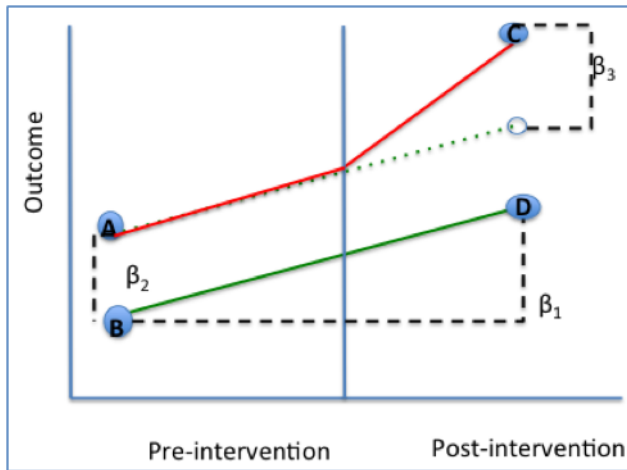 C
β3
Outcome
A
D
β2
B
β1
Pre-intervention
Post-intervention